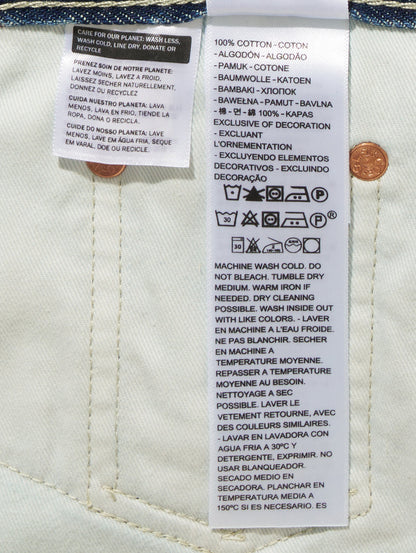 CARE FOR OUR PLANET: WASH LESS,
WASH COLD, LINE DRY, DONATE OR
RECYCLE
PRENEZ SOIN DE NOTRE PLANETE:
LAVEZ MOINS, LAVEZ A FROID,
LAISSEZ SECHER NATURELLEMENT,
DONNEZ OU RECYCLEZ
CUIDA NUESTRO PLANETA: LAVA
MENOS, LAVA EN FRIO, TIENDE LA
ROPA, DONA O RECICLA
CUIDE DO NOSSO PLANETA: LAVE
MENOS, LAVE EM ÁGUA FRIA, SEQUE
EM VARAL, DOE OU RECICLE.
100% COTTON - COTON
- ALGODÓN - ALGODÃO
- PAMUK - COTONE -
BAUMWOLLE - KATOEN -
BAMBAKI - ΧΠΟΠΟΚ
BAWEŁNA - PAMUT - BAVLNA
- 棉 - 면 - 綿 100% - KAPAS
EXCLUSIVE OF DECORATION
- EXCLUANT
L'ORNEMENTATION
- EXCLUYENDO ELEMENTOS
DECORATIVOS - EXCLUINDO
DECORAÇÃO
P
30 P®
30
MACHINE WASH COLD. DO
NOT BLEACH. TUMBLE DRY
MEDIUM. WARM IRON IF
NEEDED. DRY CLEANING
POSSIBLE. WASH INSIDE OUT
WITH LIKE COLORS. - LAVER
EN MACHINE A L'EAU FROIDE.
NE PAS BLANCHIR. SECHER
EN MACHINE A
TEMPERATURE MOYENNE.
REPASSER A TEMPERATURE
MOYENNE AU BESOIN.
NETTOYAGE A SEC
POSSIBLE. LAVER LE
VETEMENT RETOURNE, AVEC
DES COULEURS SIMILAIRES.
- LAVAR EN LAVADORA CON
AGUA FRIA A 30ºC Y
DETERGENTE, EXPRIMIR. NO
USAR BLANQUEADOR.
SECADO MEDIO EN
SECADORA. PLANCHAR EN
TEMPERATURA MEDIA A
150ºC SI ES NECESARIO. ES